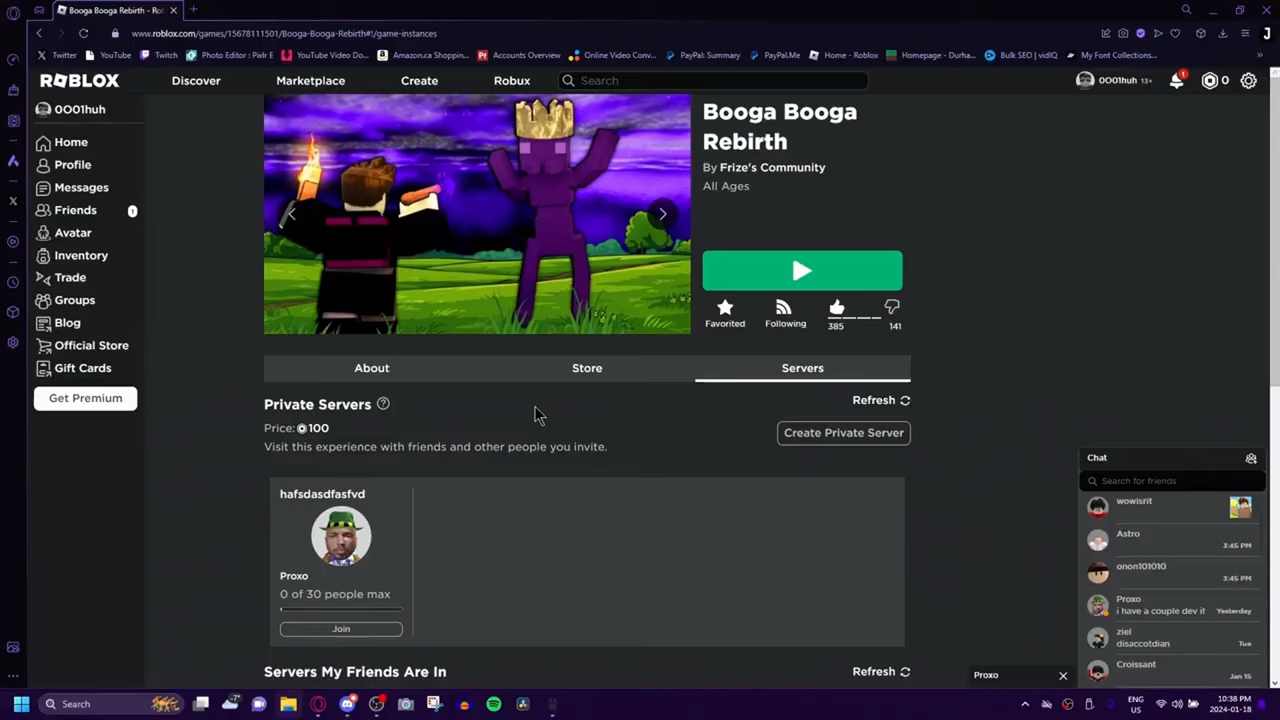 Booga Booga Rebirth - Rob
www.roblox.com/games/15678111501/Booga-Booga-Rebirth#!/game-instances
Twitter
YouTube
Twitch
Photo Editor : Pixlr E
YouTube Video Do...
Amazon.ca Shoppin...
Accounts Overview
Online Video Conv...
PayPal: Summary
PayPal.Me
Home - Roblox
Homepage - Durha...
Bulk SEO | vidIQ
My Font Collections...
ROBLOX
Discover
Marketplace
Create
Robux
Search
0O01huh 13+
1
0
0O01huh
Home
Profile
Messages
Friends
1
Avatar
Inventory
Trade
Groups
Blog
Official Store
Gift Cards
Get Premium
Booga Booga
Rebirth
By Frize's Community
All Ages
Favorited
Following
385
141
About
Store
Servers
Private Servers
Refresh
Price: 100
Create Private Server
Visit this experience with friends and other people you invite.
hafsdasdfasfvd
Proxo
0 of 30 people max
Join
Servers My Friends Are In
Refresh
Chat
Search for friends
wowisrit
Astro
3:45 PM
onon101010
3:45 PM
Proxo
i have a couple dev it
Yesterday
ziel
disaccotdian
Tue
Croissant
Jan 15
Proxo
Search
ENG
US
10:38 PM
2024-01-18